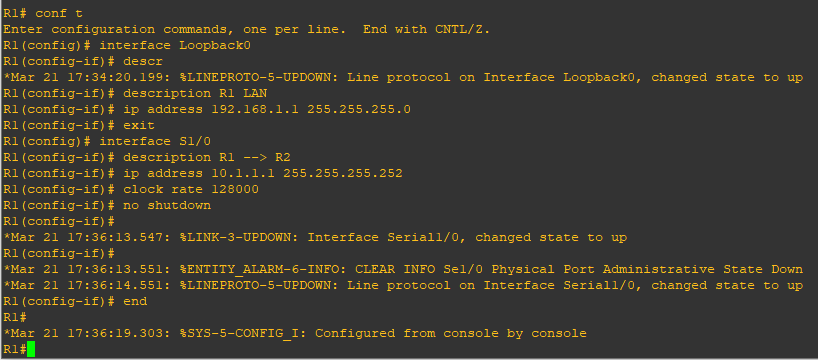 R1# conf t
Enter configuration commands, one per line.  End with CNTL/Z.
R1(config)# interface Loopback0
R1(config-if)# descr
*Mar 21 17:34:20.199: %LINEPROTO-5-UPDOWN: Line protocol on Interface Loopback0, changed state to up
R1(config-if)# description R1 LAN
R1(config-if)# ip address 192.168.1.1 255.255.255.0
R1(config-if)# exit
R1(config)# interface S1/0
R1(config-if)# description R1 --> R2
R1(config-if)# ip address 10.1.1.1 255.255.255.252
R1(config-if)# clock rate 128000
R1(config-if)# no shutdown
R1(config-if)#
*Mar 21 17:36:13.547: %LINK-3-UPDOWN: Interface Serial1/0, changed state to up
R1(config-if)#
*Mar 21 17:36:13.551: %ENTITY_ALARM-6-INFO: CLEAR INFO Se1/0 Physical Port Administrative State Down
*Mar 21 17:36:14.551: %LINEPROTO-5-UPDOWN: Line protocol on Interface Serial1/0, changed state to up
R1(config-if)# end
R1#
*Mar 21 17:36:19.303: %SYS-5-CONFIG_I: Configured from console by console
R1#